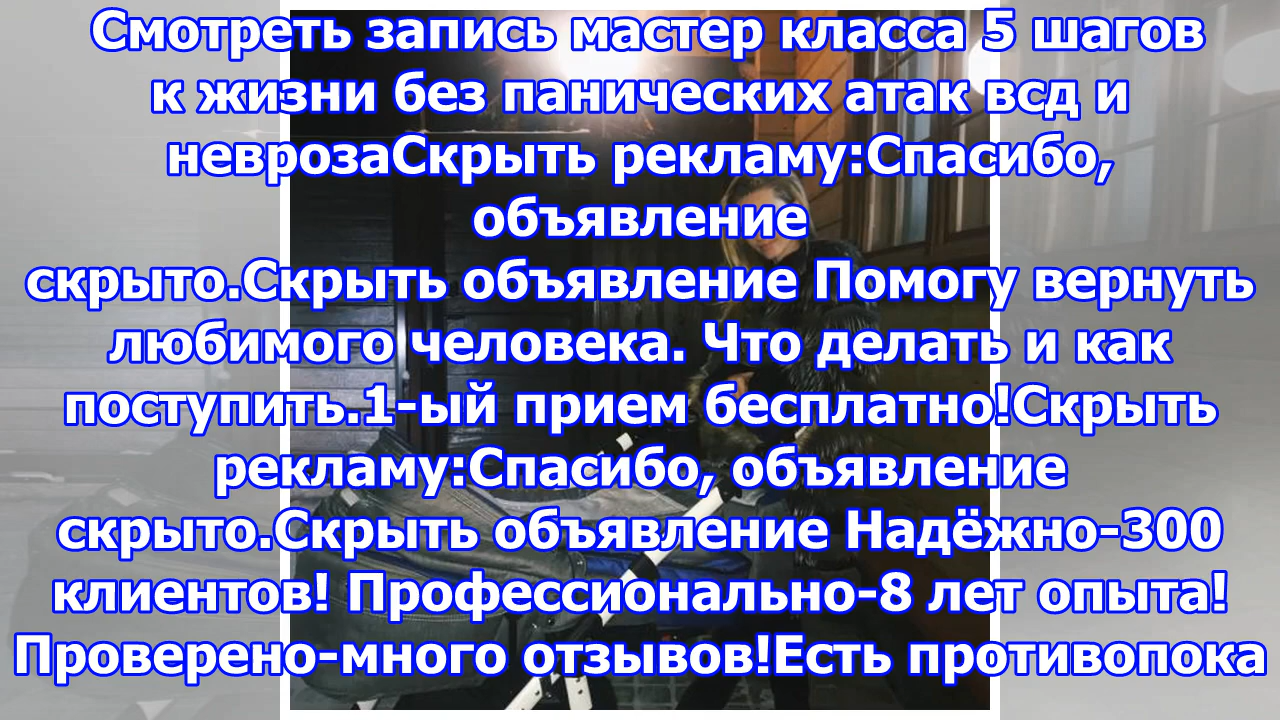 Смотреть запись мастер класса 5 шагов
к жизни без панических атак всд и
неврозаСкрыть рекламу:Спасибо,
объявление
скрыто.Скрыть объявление Помогу вернуть
любимого человека. Что делать и как
поступить.1-ый прием бесплатно!Скрыть
рекламу:Спасибо, объявление
скрыто.Скрыть объявление Надёжно-300
клиентов! Профессионально-8 лет опыта!
Проверено-много отзывов!Есть противопока